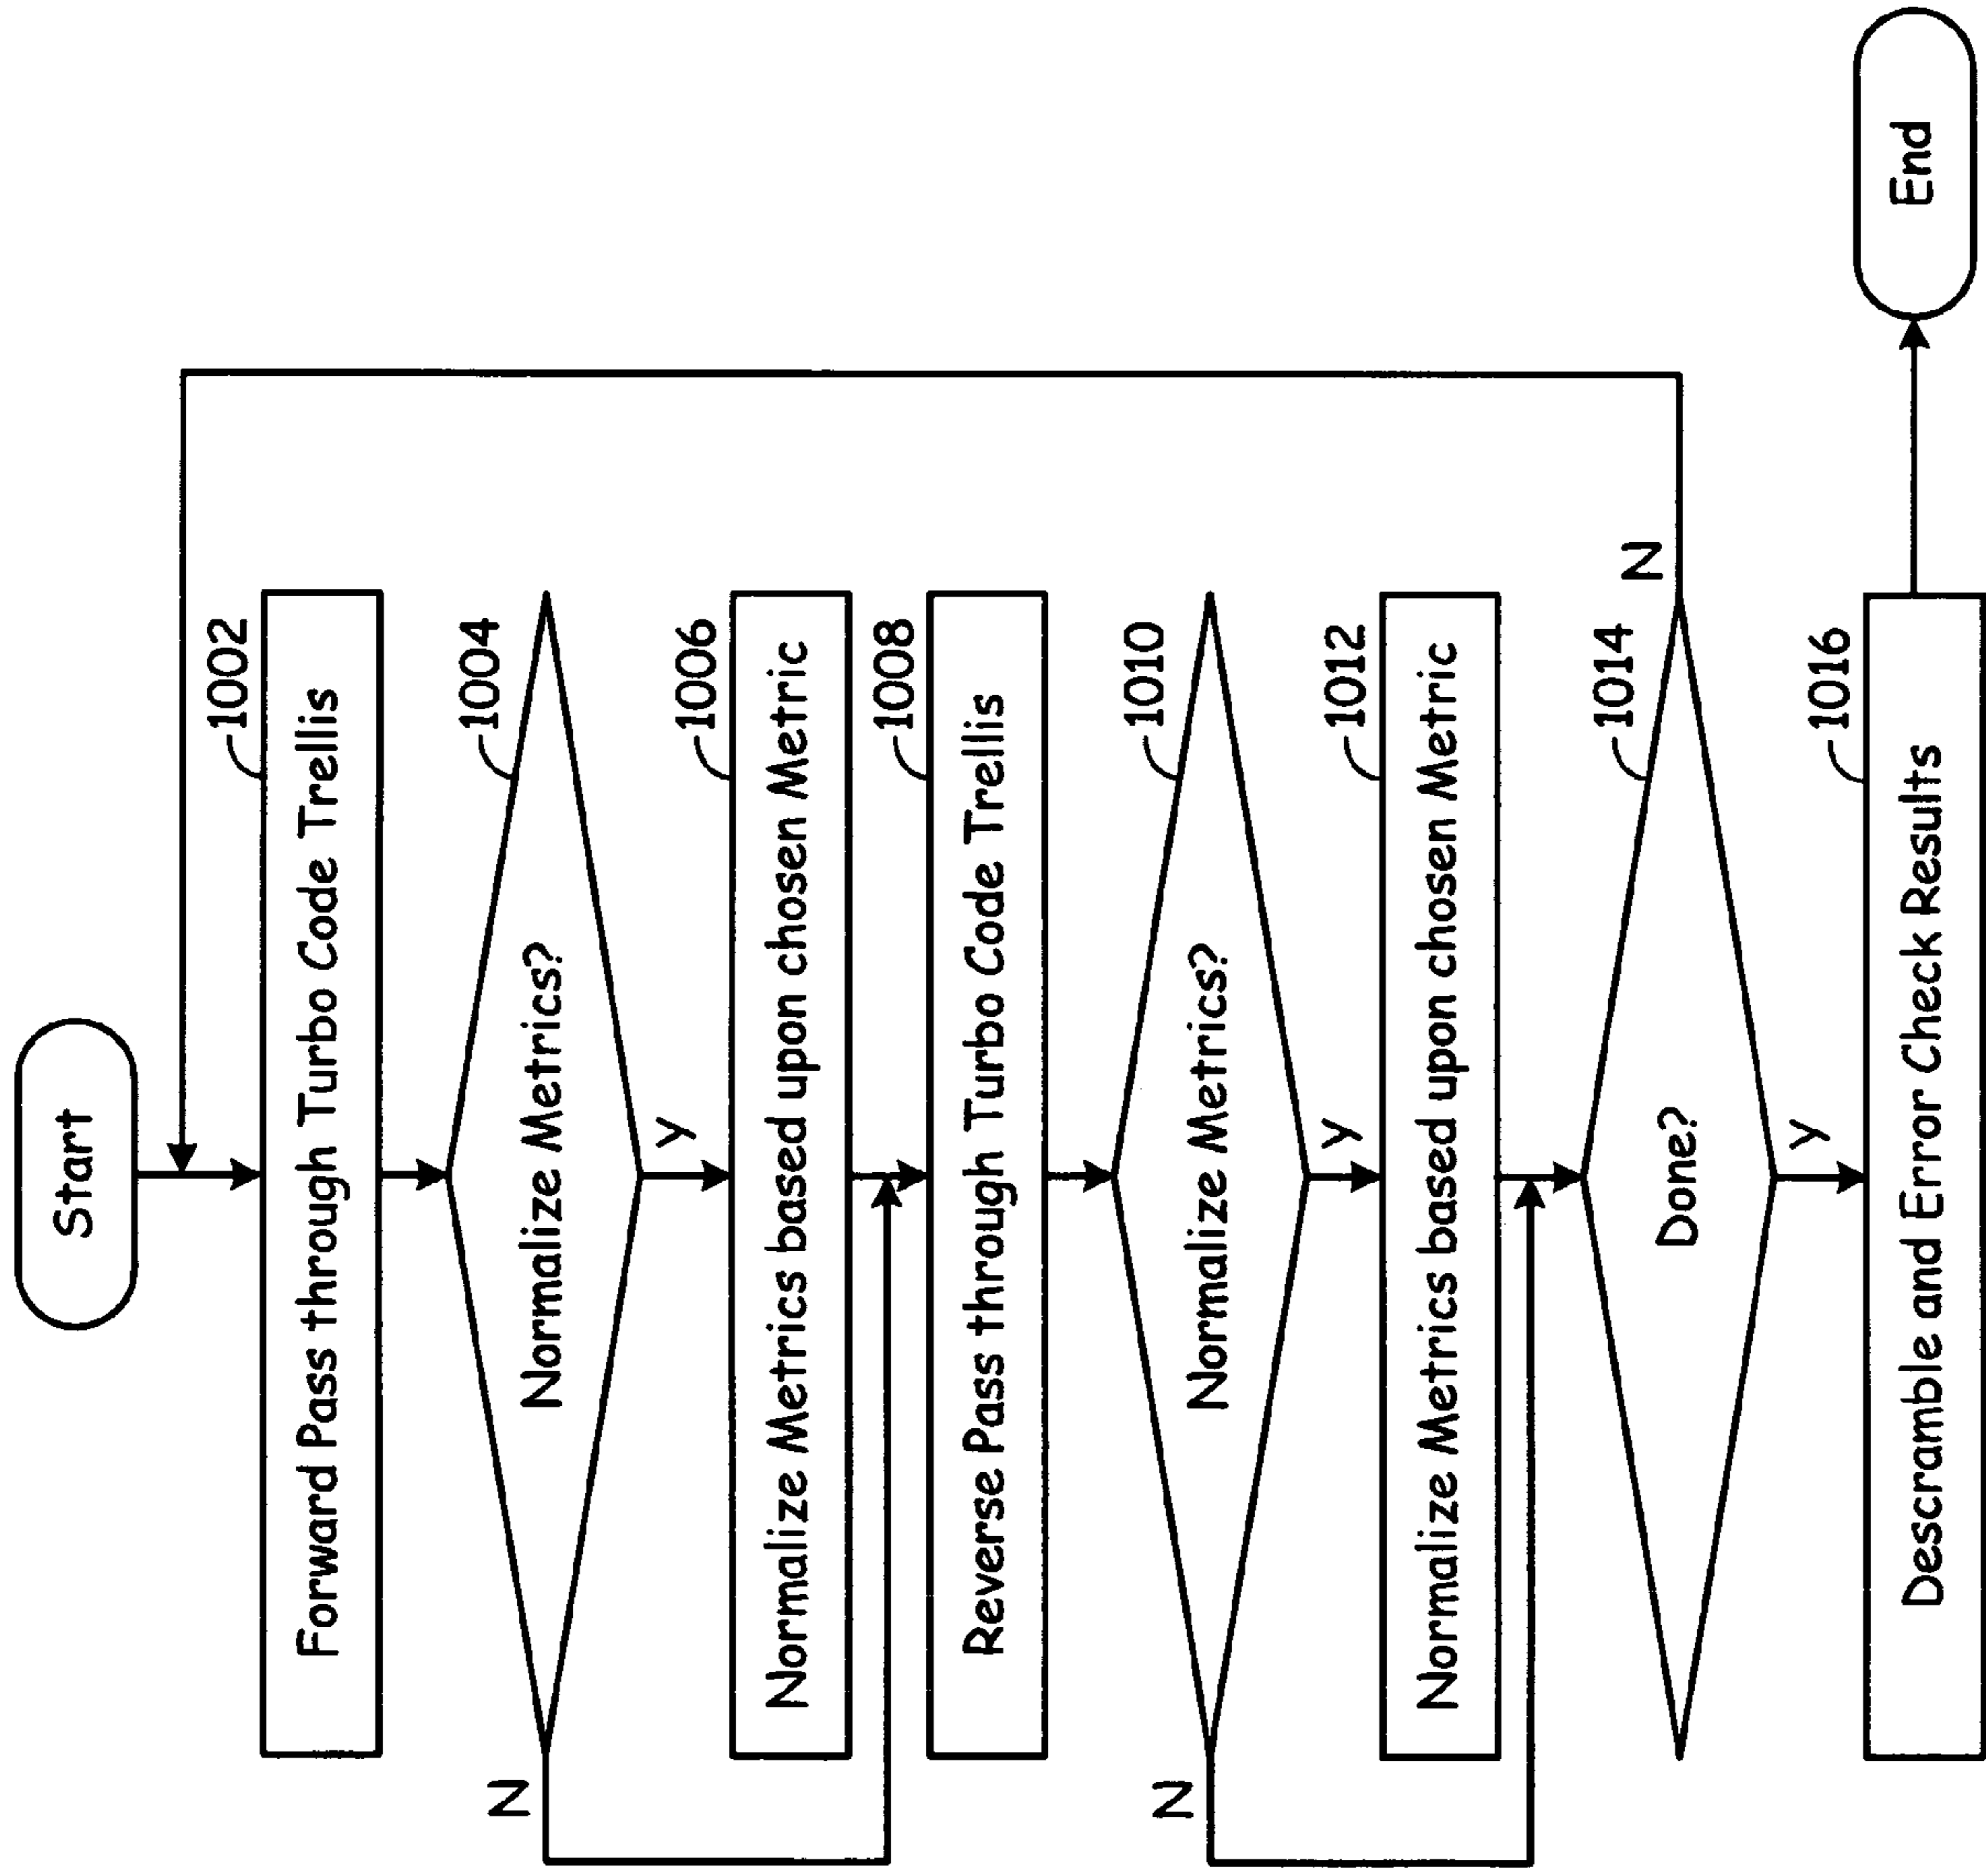 Start
1002
Forward Pass through Turbo Code Trellis
1004
Normalize Metrics?
N
Y
1006
Normalize Metrics based upon chosen Metric
1008
Reverse Pass through Turbo Code Trellis
1010
Normalize Metrics?
N
Y
1012
Normalize Metrics based upon chosen Metric
1014
Done?
N
Y
1016
Descramble and Error Check Results
End